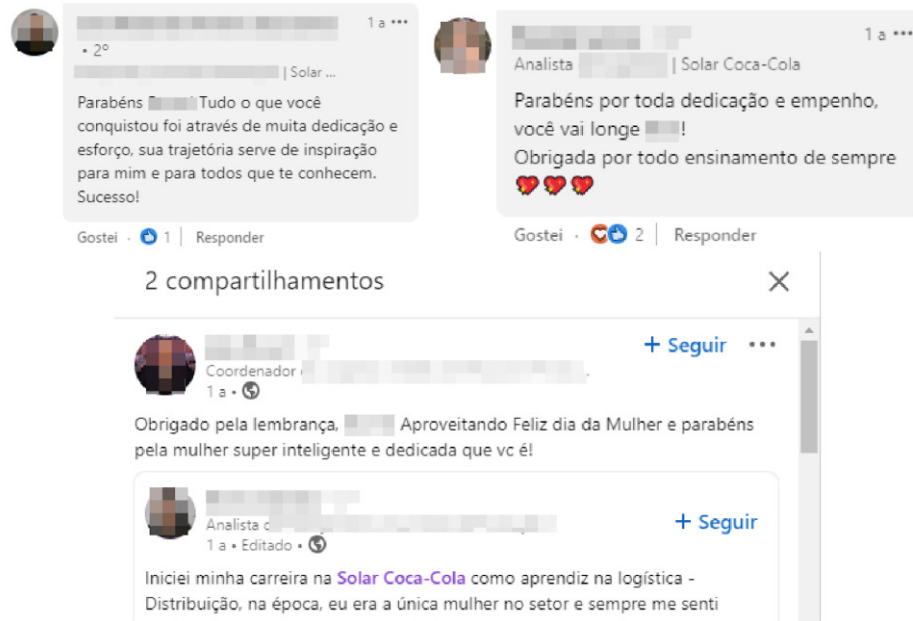 1 a •••
• 2º
| Solar ...
Parabéns Tudo o que você
conquistou foi através de muita dedicação e
esforço, sua trajetória serve de inspiração
para mim e para todos que te conhecem.
Sucesso!
Gostei · 1 | Responder
1 a •••
Analista | Solar Coca-Cola
Parabéns por toda dedicação e empenho,
você vai longe !
Obrigada por todo ensinamento de sempre
💖💖💖
Gostei · 2 | Responder
2 compartilhamentos
+ Seguir •••
Coordenador
1 a •
Obrigado pela lembrança, Aproveitando Feliz dia da Mulher e parabéns
pela mulher super inteligente e dedicada que vc é!
+ Seguir
Analista
1 a • Editado •
Iniciei minha carreira na Solar Coca-Cola como aprendiz na logística -
Distribuição, na época, eu era a única mulher no setor e sempre me senti